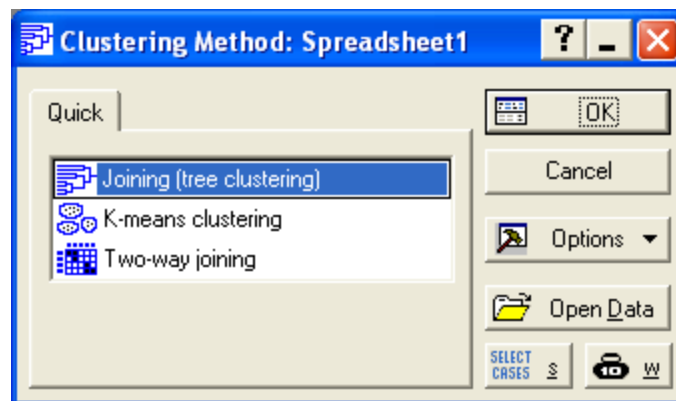 Clustering Method: Spreadsheet1
?
Quick
OK
Joining (tree clustering)
Cancel
K-means clustering
Options
Two-way joining
Open Data
SELECT
CASES
S
W